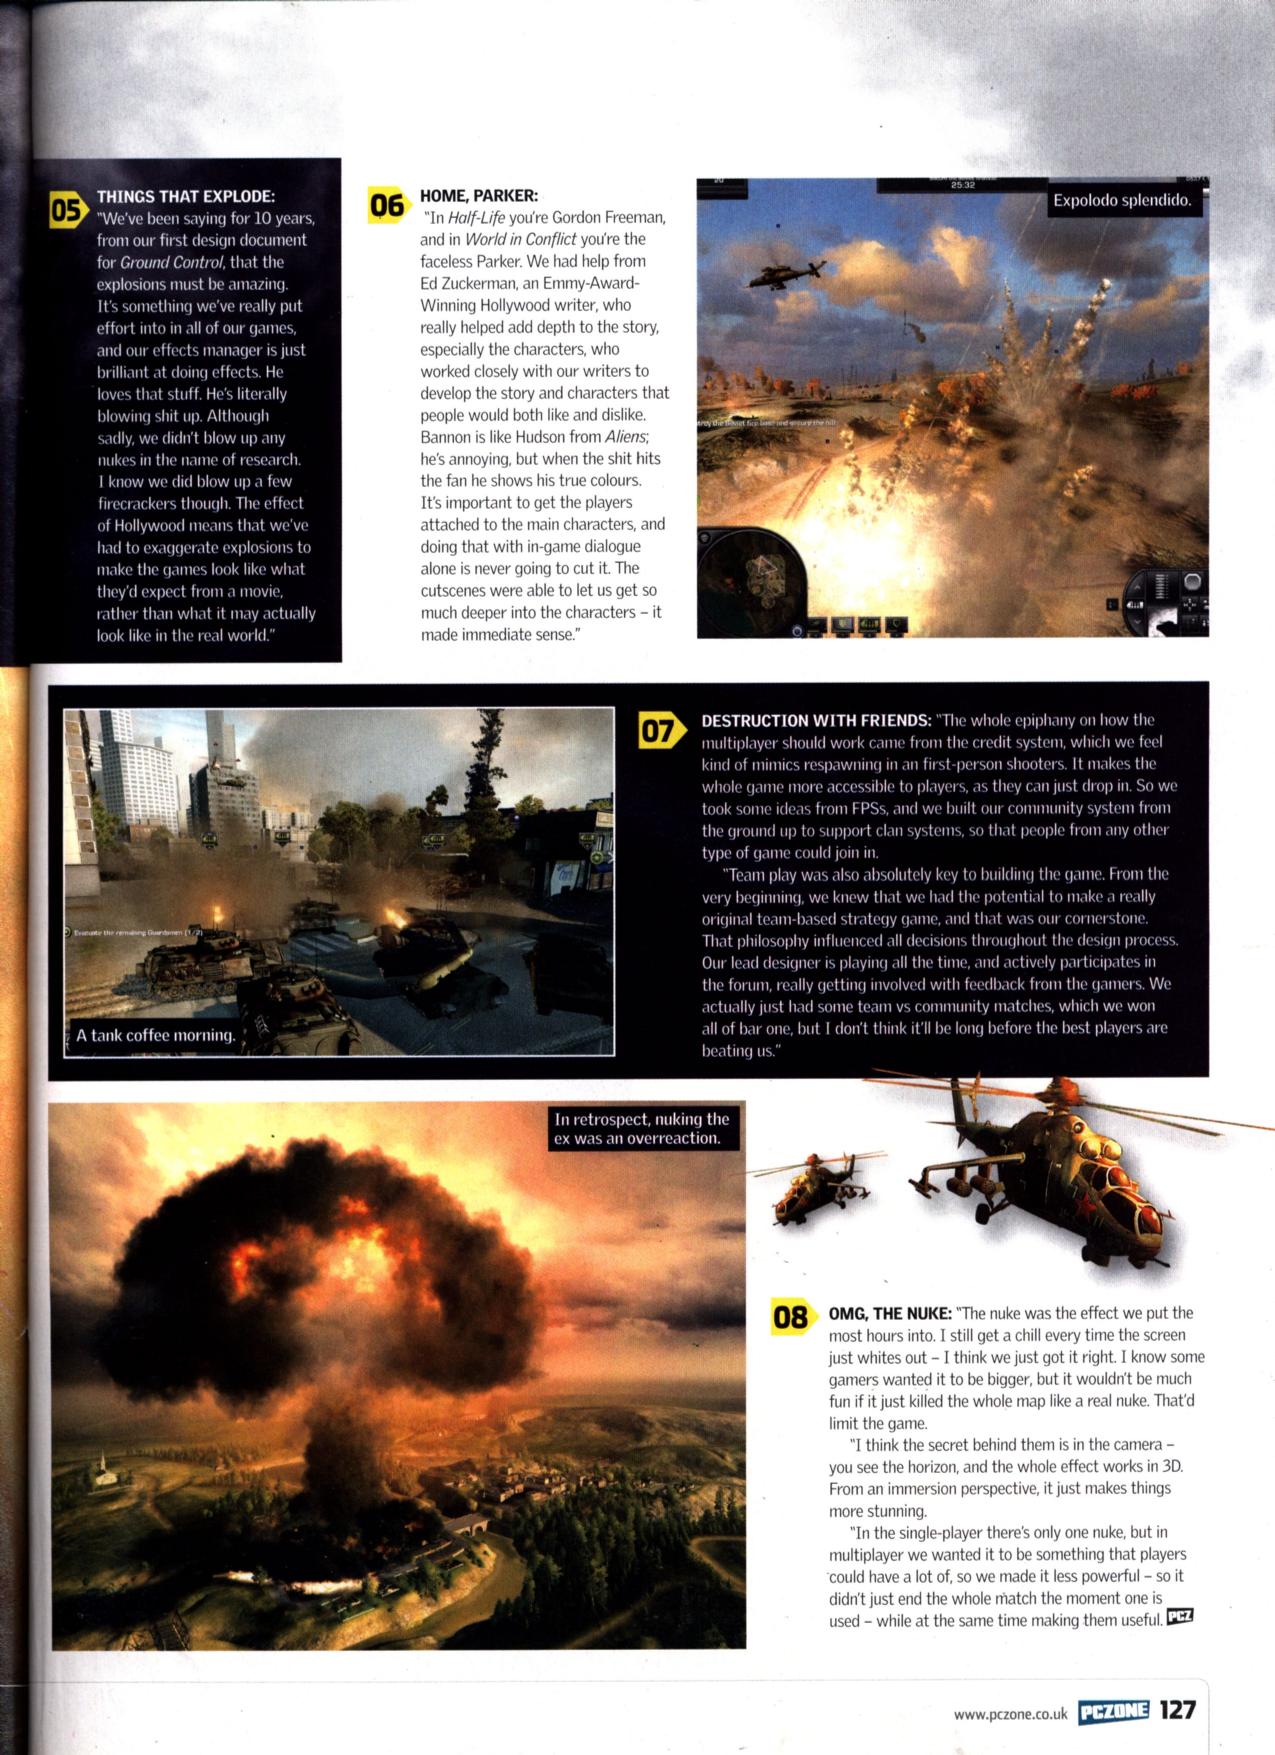 05
THINGS THAT EXPLODE:
"We've been saying for 10 years,
from our first design document
for Ground Control, that the
explosions must be amazing.
It's something we've really put
effort into in all of our games,
and our effects manager is just
brilliant at doing effects. He
loves that stuff. He's literally
blowing shit up. Although
sadly, we didn't blow up any
nukes in the name of research.
I know we did blow up a few
firecrackers though. The effect
of Hollywood means that we've
had to exaggerate explosions to
make the games look like what
they'd expect from a movie,
rather than what it may actually
look like in the real world."
06
HOME, PARKER:
"In Half-Life you're Gordon Freeman,
and in World in Conflict you're the
faceless Parker. We had help from
Ed Zuckerman, an Emmy-Award-
Winning Hollywood writer, who
really helped add depth to the story,
especially the characters, who
worked closely with our writers to
develop the story and characters that
people would both like and dislike.
Bannon is like Hudson from Aliens;
he's annoying, but when the shit hits
the fan he shows his true colours.
It's important to get the players
attached to the main characters, and
doing that with in-game dialogue
alone is never going to cut it. The
cutscenes were able to let us get so
much deeper into the characters – it
made immediate sense."
20
25:32
Expolodo splendido.
the Soviet fire base and secure the hill
Evacuate the remaining Guardsmen (1/2)
A tank coffee morning.
07
DESTRUCTION WITH FRIENDS: "The whole epiphany on how the
multiplayer should work came from the credit system, which we feel
kind of mimics respawning in an first-person shooters. It makes the
whole game more accessible to players, as they can just drop in. So we
took some ideas from FPSs, and we built our community system from
the ground up to support clan systems, so that people from any other
type of game could join in.
"Team play was also absolutely key to building the game. From the
very beginning, we knew that we had the potential to make a really
original team-based strategy game, and that was our cornerstone.
That philosophy influenced all decisions throughout the design process.
Our lead designer is playing all the time, and actively participates in
the forum, really getting involved with feedback from the gamers. We
actually just had some team vs community matches, which we won
all of bar one, but I don't think it'll be long before the best players are
beating us."
In retrospect, nuking the
ex was an overreaction.
08
OMG, THE NUKE: "The nuke was the effect we put the
most hours into. I still get a chill every time the screen
just whites out – I think we just got it right. I know some
gamers wanted it to be bigger, but it wouldn't be much
fun if it just killed the whole map like a real nuke. That'd
limit the game.
"I think the secret behind them is in the camera –
you see the horizon, and the whole effect works in 3D.
From an immersion perspective, it just makes things
more stunning.
"In the single-player there's only one nuke, but in
multiplayer we wanted it to be something that players
could have a lot of, so we made it less powerful – so it
didn't just end the whole match the moment one is
used – while at the same time making them useful. PCZ
www.pczone.co.uk PCZONE 127